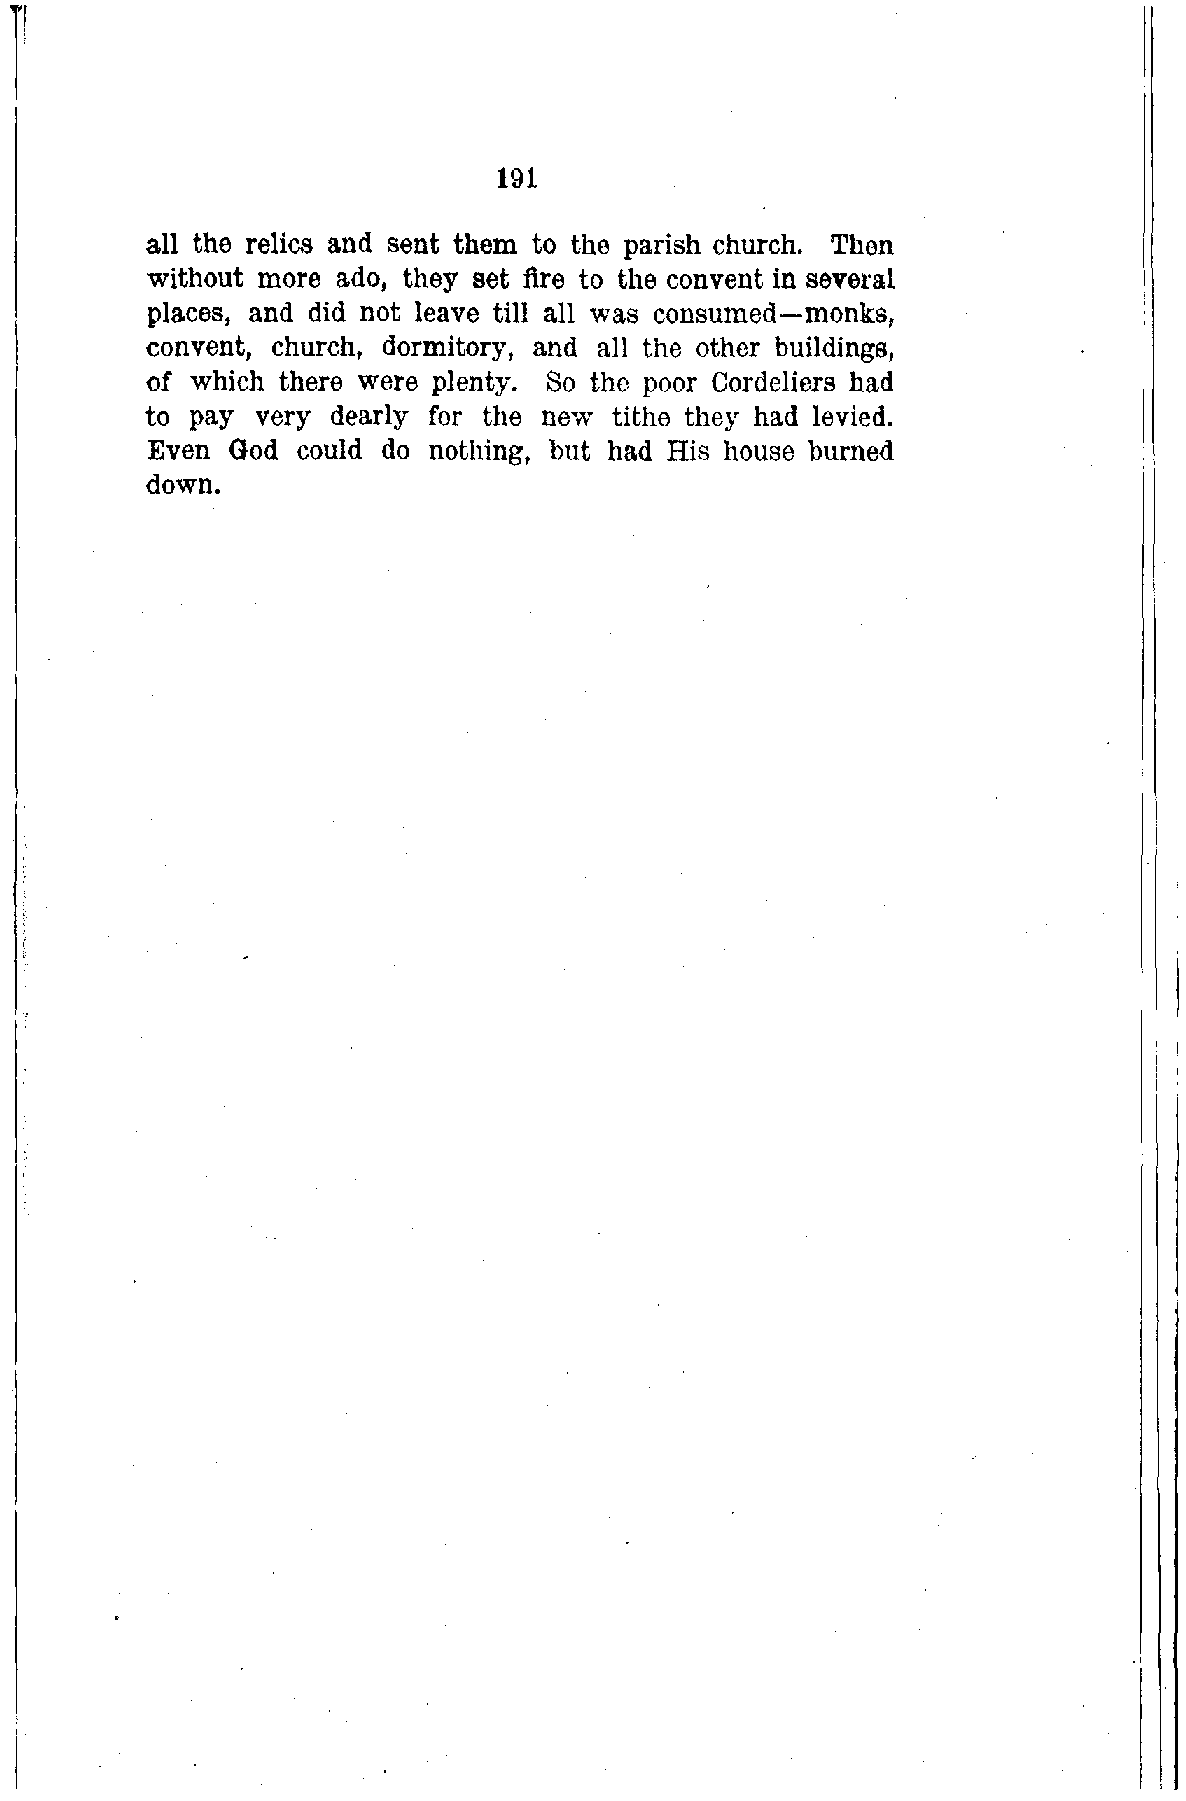 191
all the relics and sent them to the parish church. Then
without more ado, they set fire to the convent in several
places, and did not leave till all was consumed—monks,
convent, church, dormitory, and all the other buildings,
of which there were plenty. So the poor Cordeliers had
to pay very dearly for the new tithe they had levied.
Even God could do nothing, but had His house burned
down.